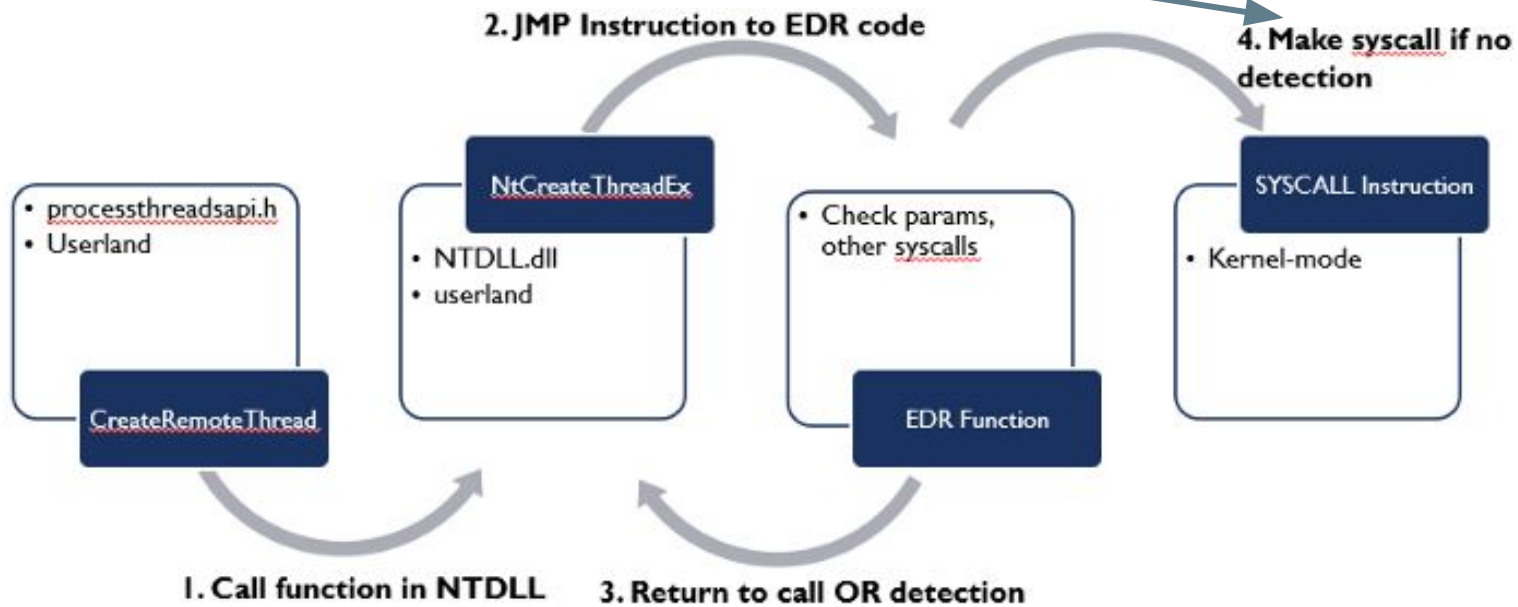 2. JMP Instruction to EDR code
4. Make syscall if no
detection
NtCreateThreadEx
SYSCALL Instruction
• processthreadsapi.h
• Userland
• NTDLL.dll
• userland
• Check params,
other syscalls
• Kernel-mode
CreateRemoteThread
EDR Function
1. Call function in NTDLL
3. Return to call OR detection